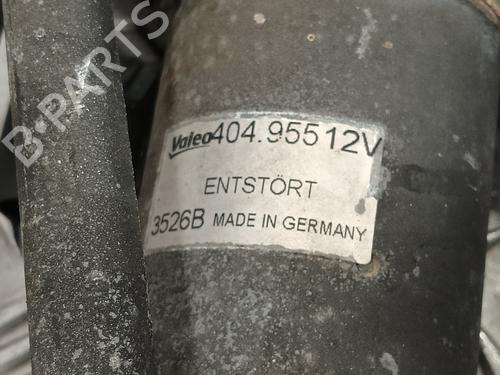 Valeo 404.955 12V
ENTSTÖRT
3526B MADE IN GERMANY
B-PARTS